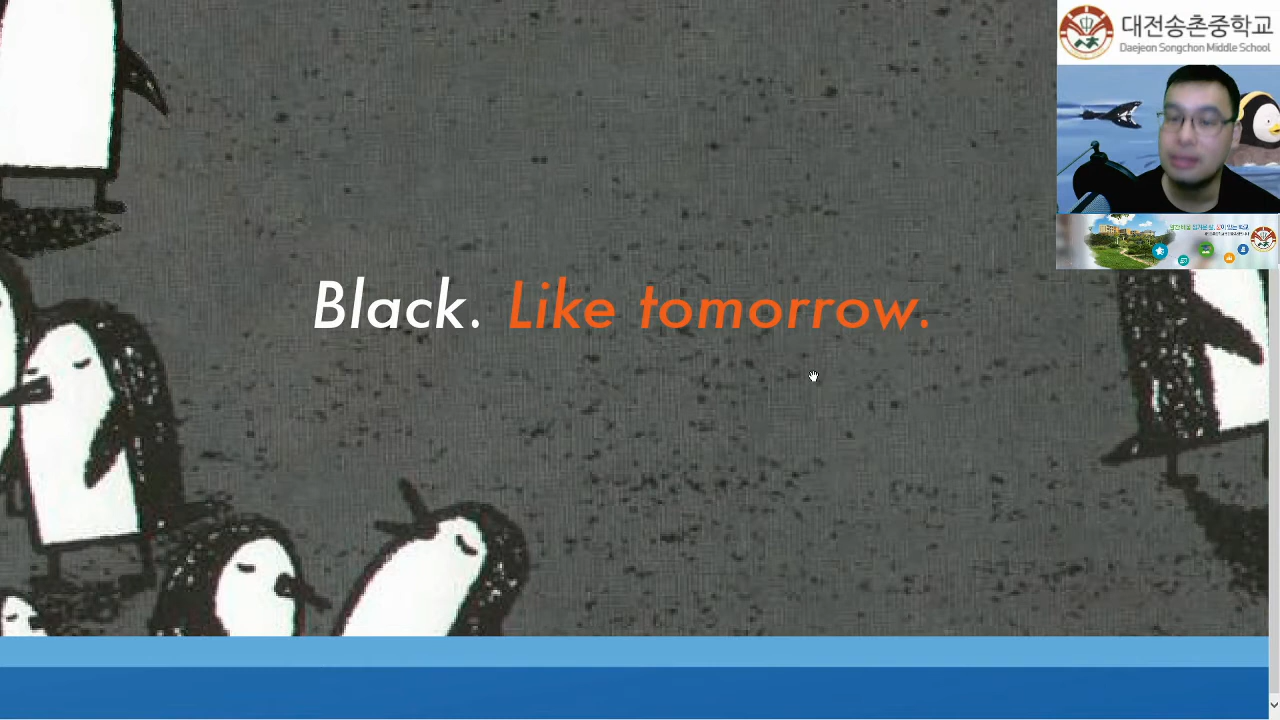 대전송촌중학교
Daejeon Songchon Middle School
Black. Like tomorrow.